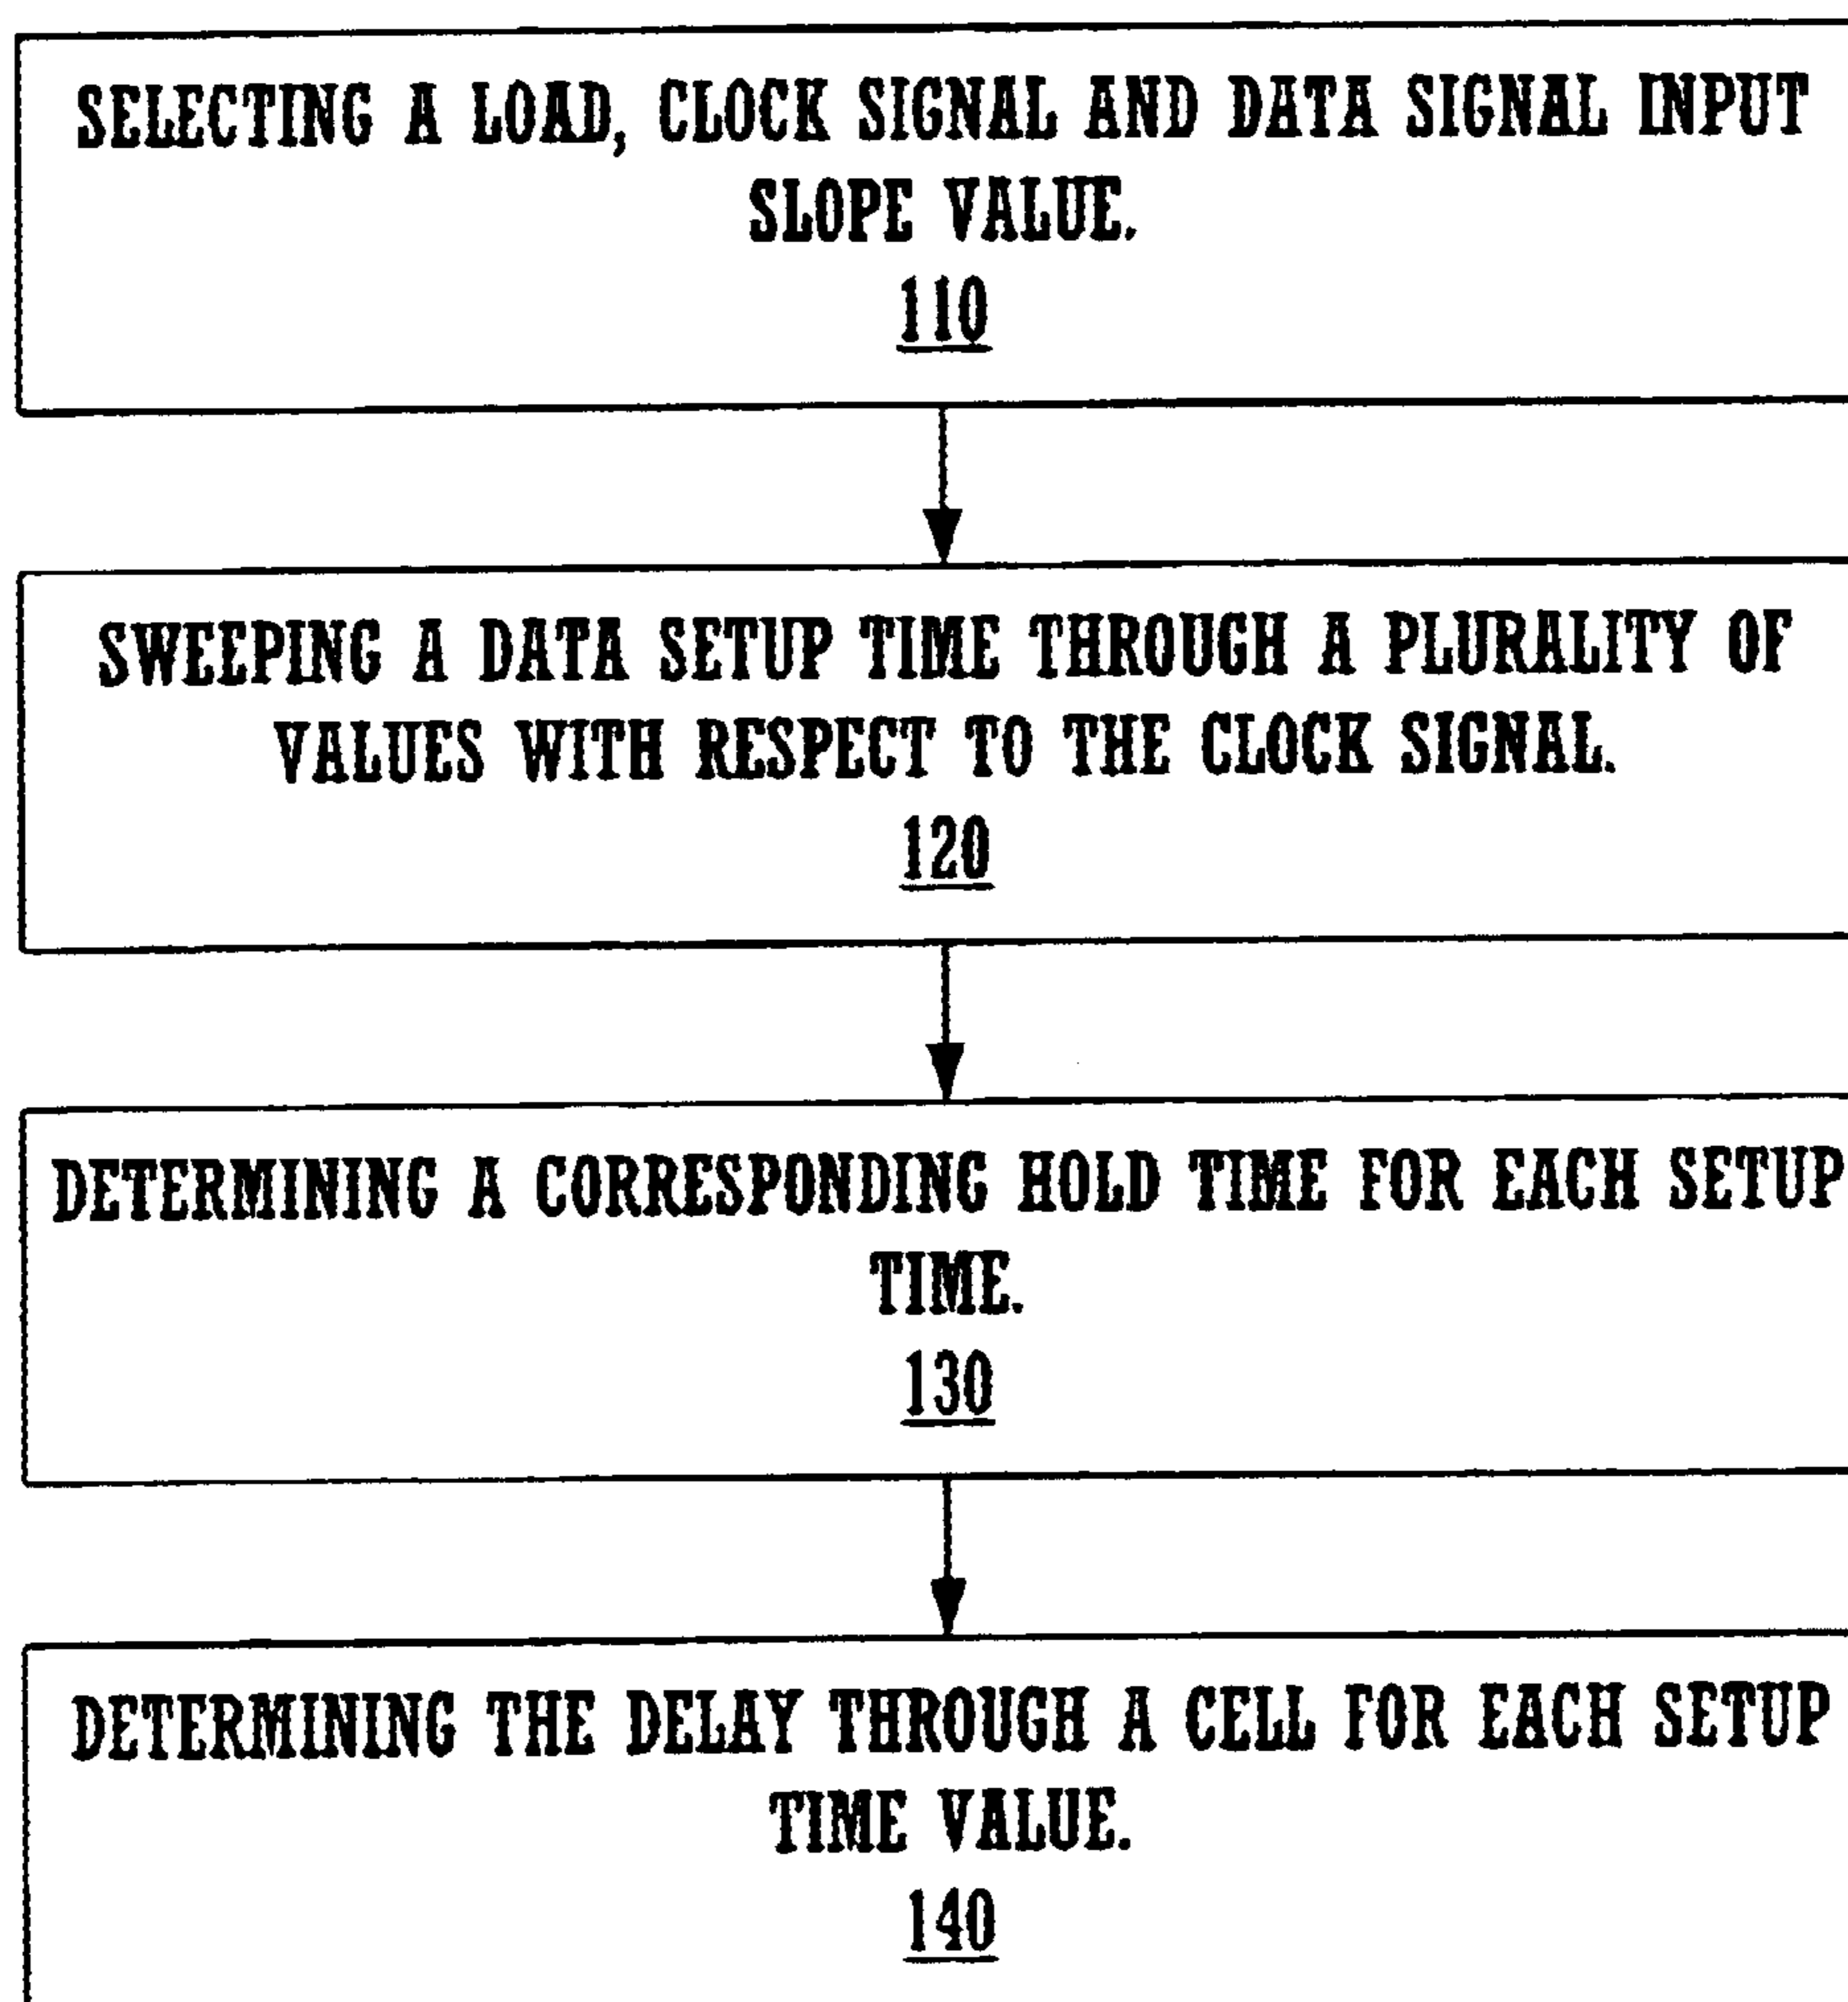 SELECTING A LOAD, CLOCK SIGNAL AND DATA SIGNAL INPUT
SLOPE VALUE.
110
SWEEPING A DATA SETUP TIME THROUGH A PLURALITY OF
VALUES WITH RESPECT TO THE CLOCK SIGNAL.
120
DETERMINING A CORRESPONDING HOLD TIME FOR EACH SETUP
TIME.
130
DETERMINING THE DELAY THROUGH A CELL FOR EACH SETUP
TIME VALUE.
140